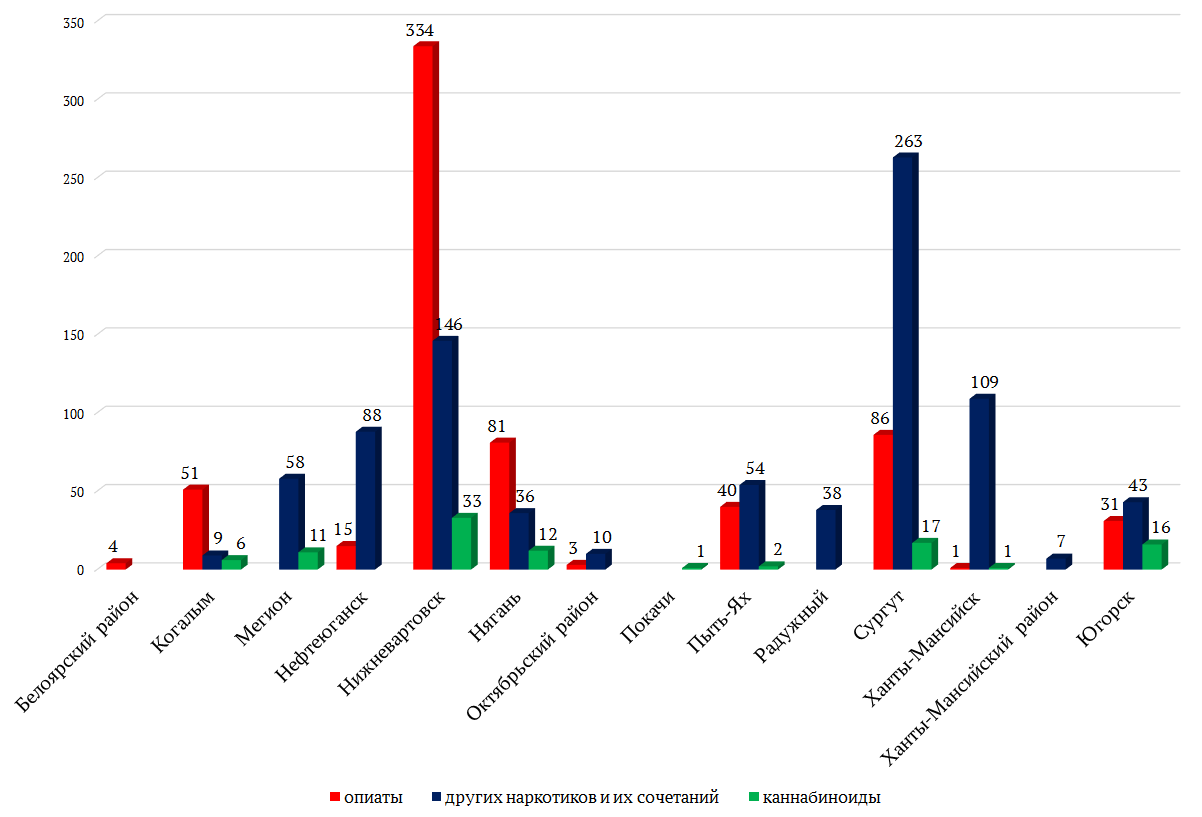 350
300
250
200
150
100
50
0
4
51 9 6
58 11
15 88
334 146 33
81 36 12
3 10
1
40 54 2
38
86 263 17
1 109 1
7
31 43 16
Белоярский район
Когалым
Мегион
Нефтеюганск
Нижневартовск
Нягань
Октябрьский район
Покачи
Пыть-Ях
Радужный
Сургут
Ханты-Мансийск
Ханты-Мансийский район
Югорск
опиаты других наркотиков и их сочетаний каннабиноиды